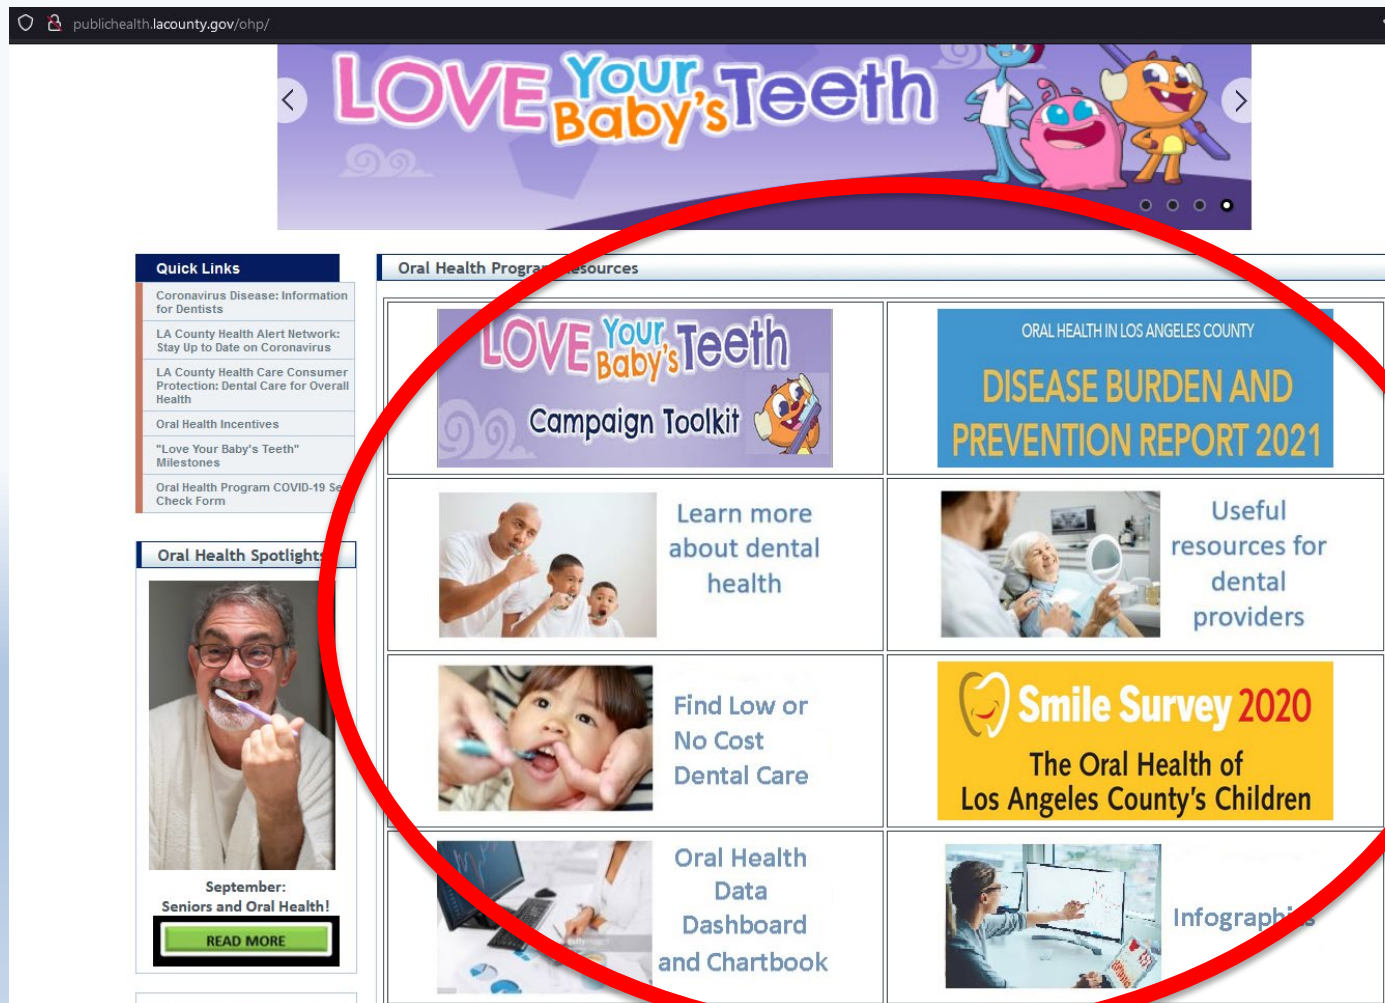 publichealth.lacounty.gov/ohp/
LOVE Your Baby's Teeth
Quick Links
Coronavirus Disease: Information
for Dentists
LA County Health Alert Network:
Stay Up to Date on Coronavirus
LA County Health Care Consumer
Protection: Dental Care for Overall
Health
Oral Health Incentives
"Love Your Baby's Teeth"
Milestones
Oral Health Program COVID-19
Check Form
Oral Health Spotlights
September:
Seniors and Oral Health!
READ MORE
Oral Health Program Resources
LOVE Your Baby's Teeth
Campaign Toolkit
ORAL HEALTH IN LOS ANGELES COUNTY
DISEASE BURDEN AND
PREVENTION REPORT 2021
Learn more
about dental
health
Useful
resources for
dental
providers
Find Low or
No Cost
Dental Care
Smile Survey 2020
The Oral Health of
Los Angeles County's Children
Oral Health
Data
Dashboard
and Chartbook
Infographics